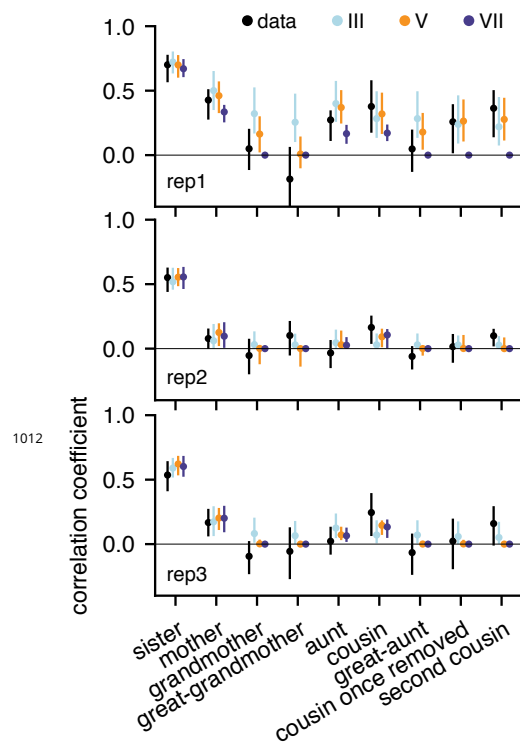 data III V VII
1.0
0.5
0.0
rep1
1.0
0.5
0.0
rep2
1.0
0.5
0.0
rep3
1012
correlation coefficient
sister
mother
grandmother
great-grandmother
aunt
cousin
great-aunt
cousin once removed
second cousin